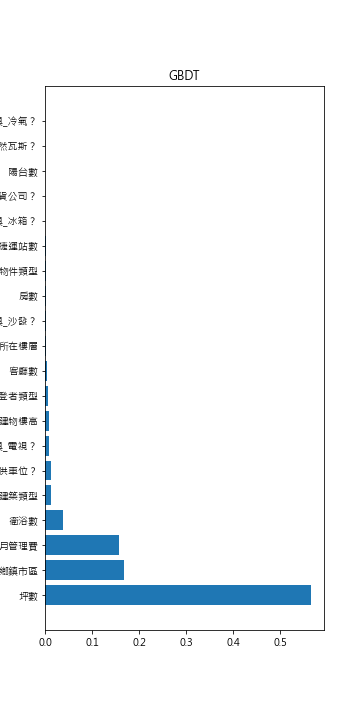 GBDT
_冷氣？
然瓦斯？
陽台數
貨公司？
_冰箱？
捷運站數
物件類型
房數
_沙發？
所在樓層
客廳數
登者類型
建物樓高
_電視？
供車位？
建築類型
衛浴數
月管理費
鄉鎮市區
坪數
0.0 0.1 0.2 0.3 0.4 0.5